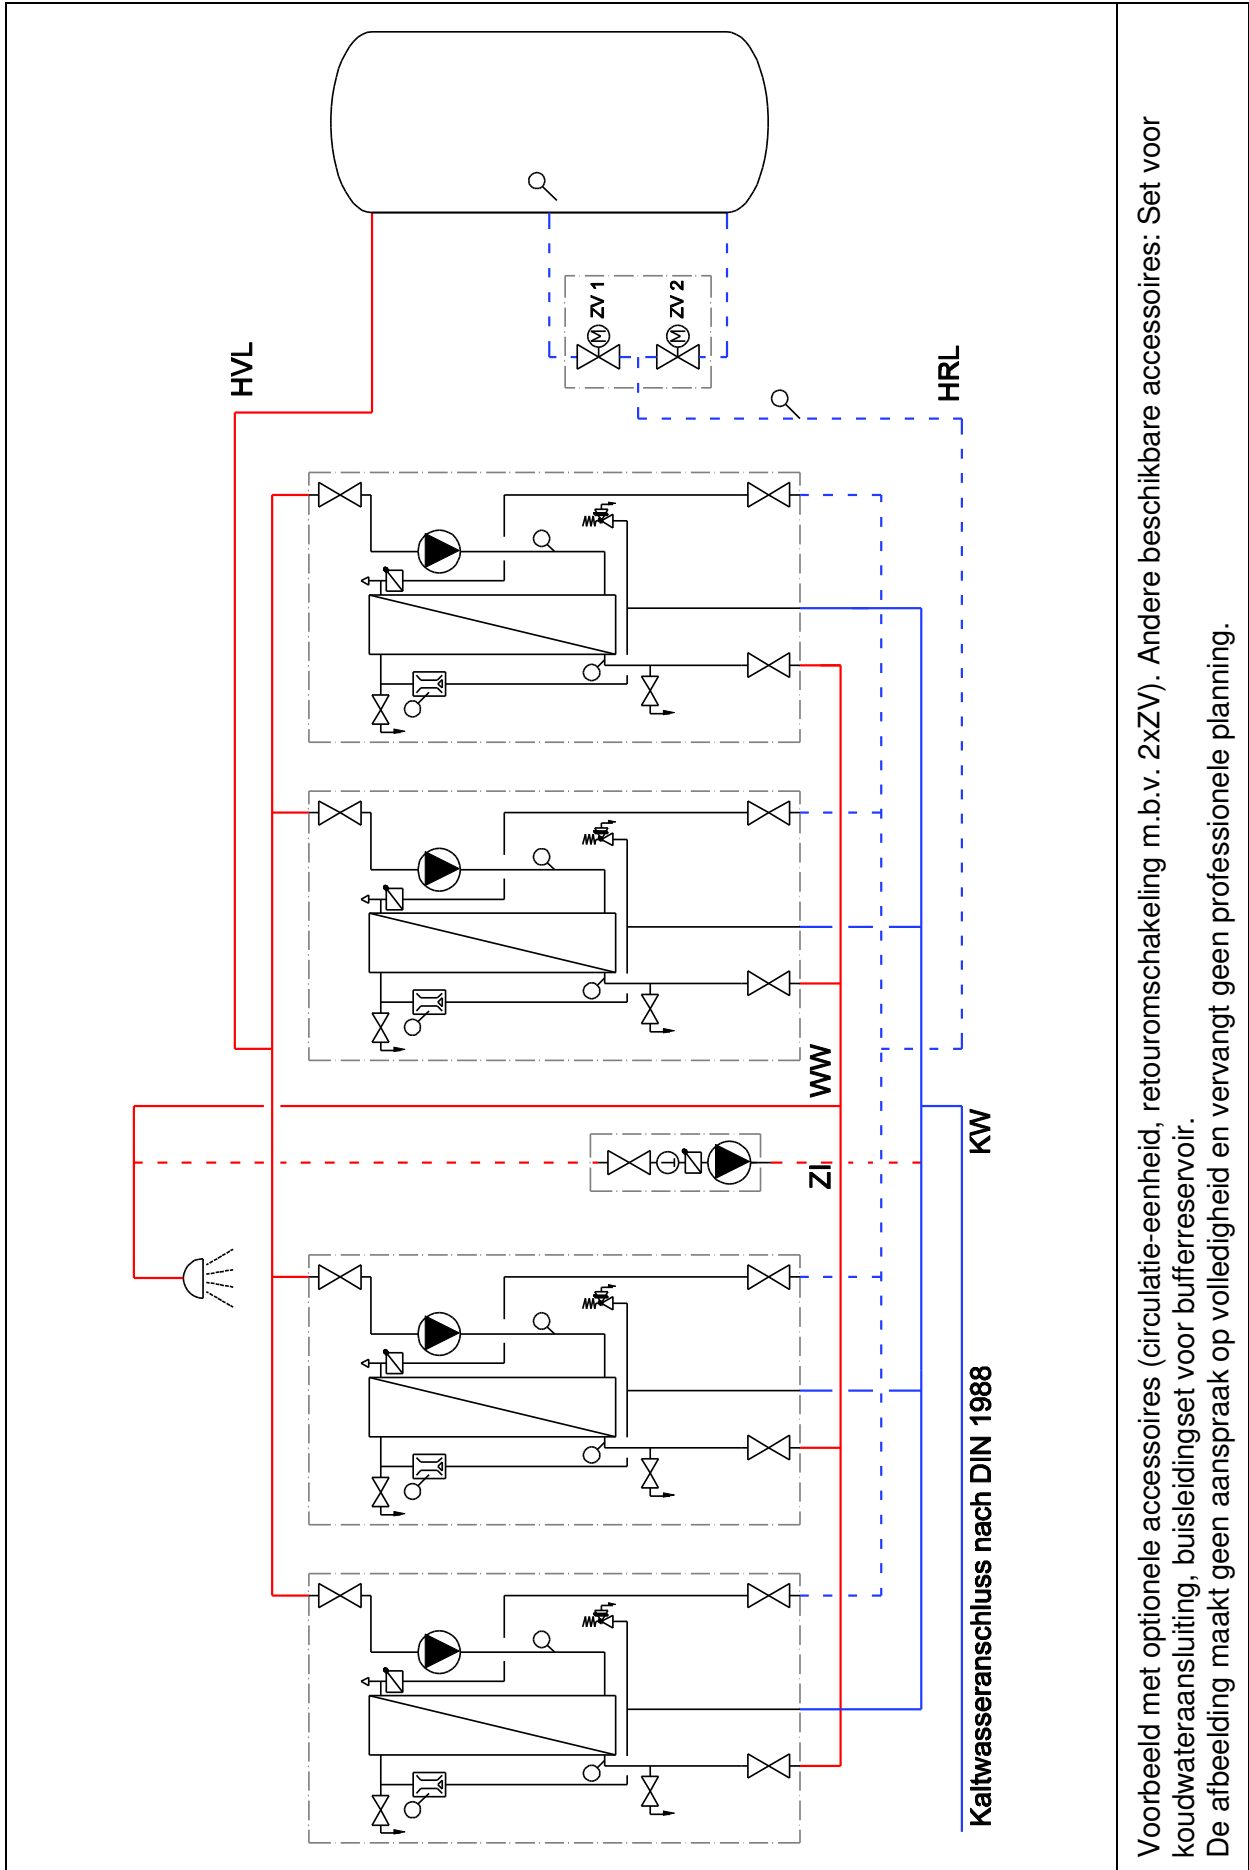 HVL
M
ZV 1
M
ZV 2
HRL
WW
T
ZI
KW
Kaltwasseranschluss nach DIN 1988
Voorbeeld met optionele accessoires (circulatie-eenheid, retouromschakeling m.b.v. 2xZV). Andere beschikbare accessoires: Set voor
koudwateraansluiting, buisleidingset voor bufferreservoir.
De afbeelding maakt geen aanspraak op volledigheid en vervangt geen professionele planning.